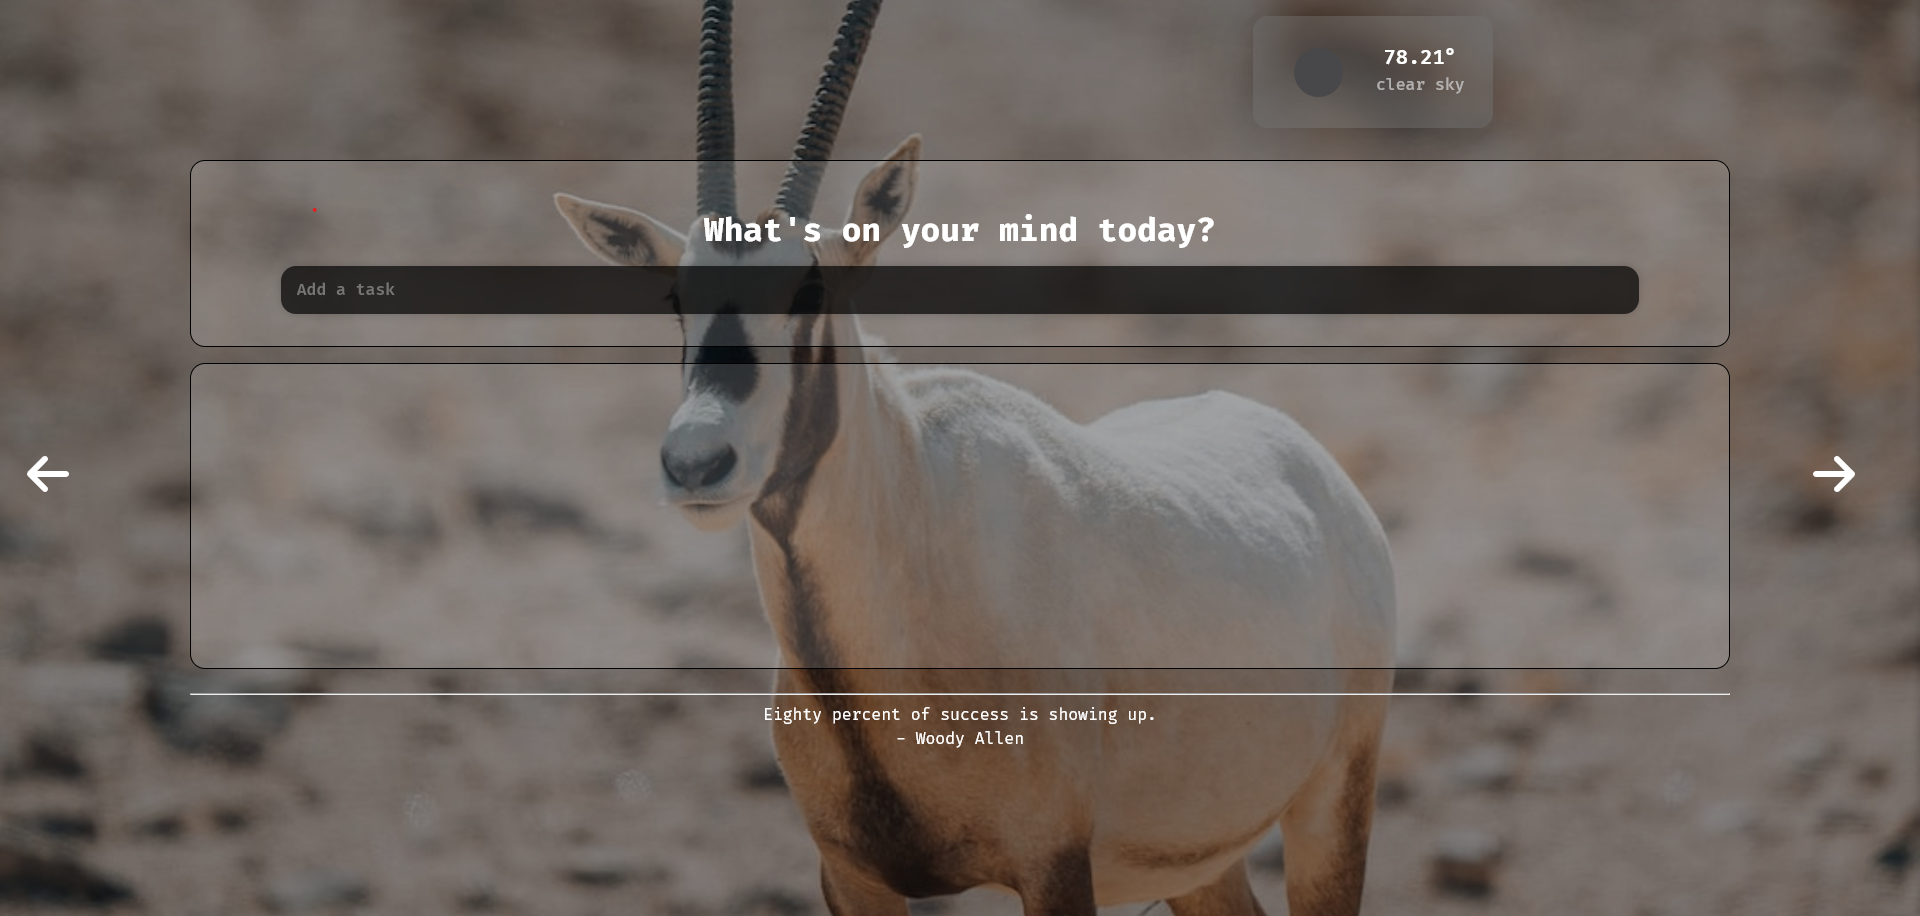 78.21°
clear sky
What's on your mind today?
Add a task
Eighty percent of success is showing up.
- Woody Allen